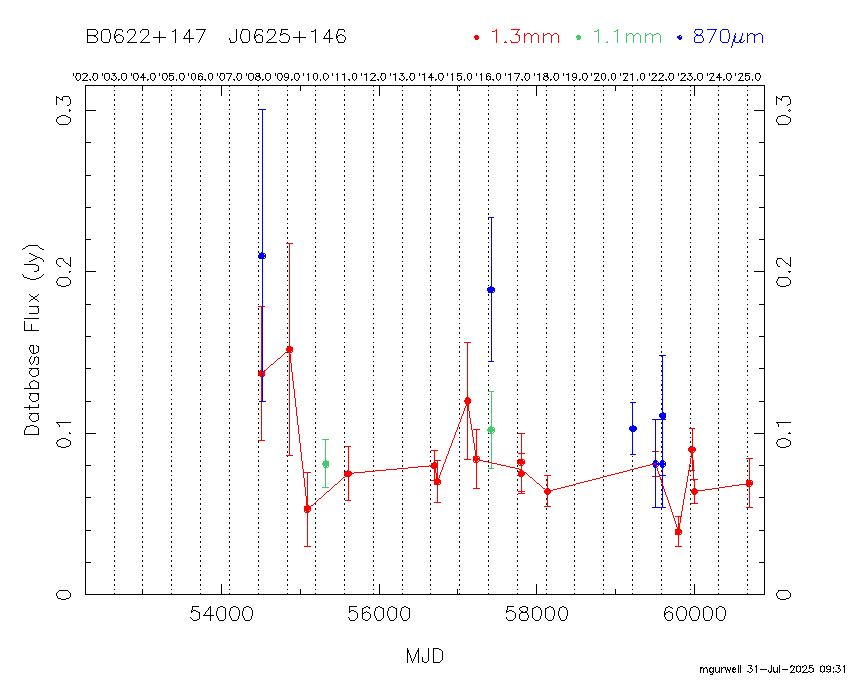 B0622+147 J0625+146 1.3mm 1.1mm 870μm
'02.0 '03.0 '04.0 '05.0 '06.0 '07.0 '08.0 '09.0 '10.0 '11.0 '12.0 '13.0 '14.0 '15.0 '16.0 '17.0 '18.0 '19.0 '20.0 '21.0 '22.0 '23.0 '24.0 '25.0
0.3 0.3
0.2 0.2
Database Flux (Jy)
0.1 0.1
0 0
54000 56000 58000 60000
MJD
mgurwell 31-Jul-2025 09:31